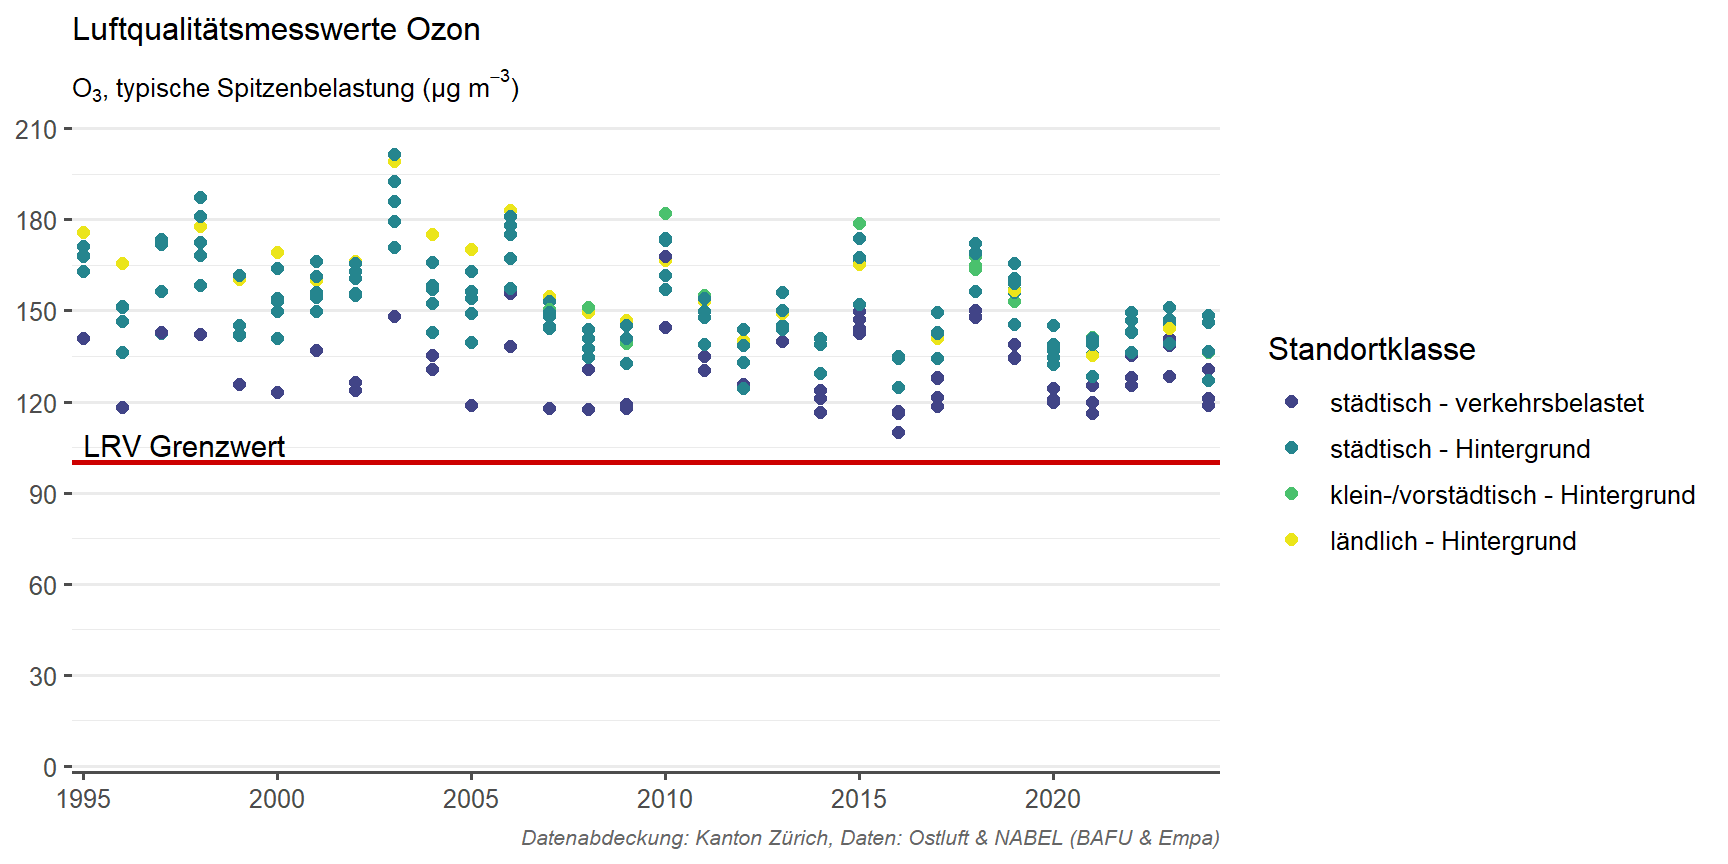 Luftqualitätsmesswerte Ozon
O₃, typische Spitzenbelastung (µg m⁻³)
210
180
150
120
LRV Grenzwert
90
60
30
0
1995 2000 2005 2010 2015 2020
Standortklasse
städtisch - verkehrsbelastet
städtisch - Hintergrund
klein-/vorstädtisch - Hintergrund
ländlich - Hintergrund
Datenabdeckung: Kanton Zürich, Daten: Ostluft & NABEL (BAFU & Empa)